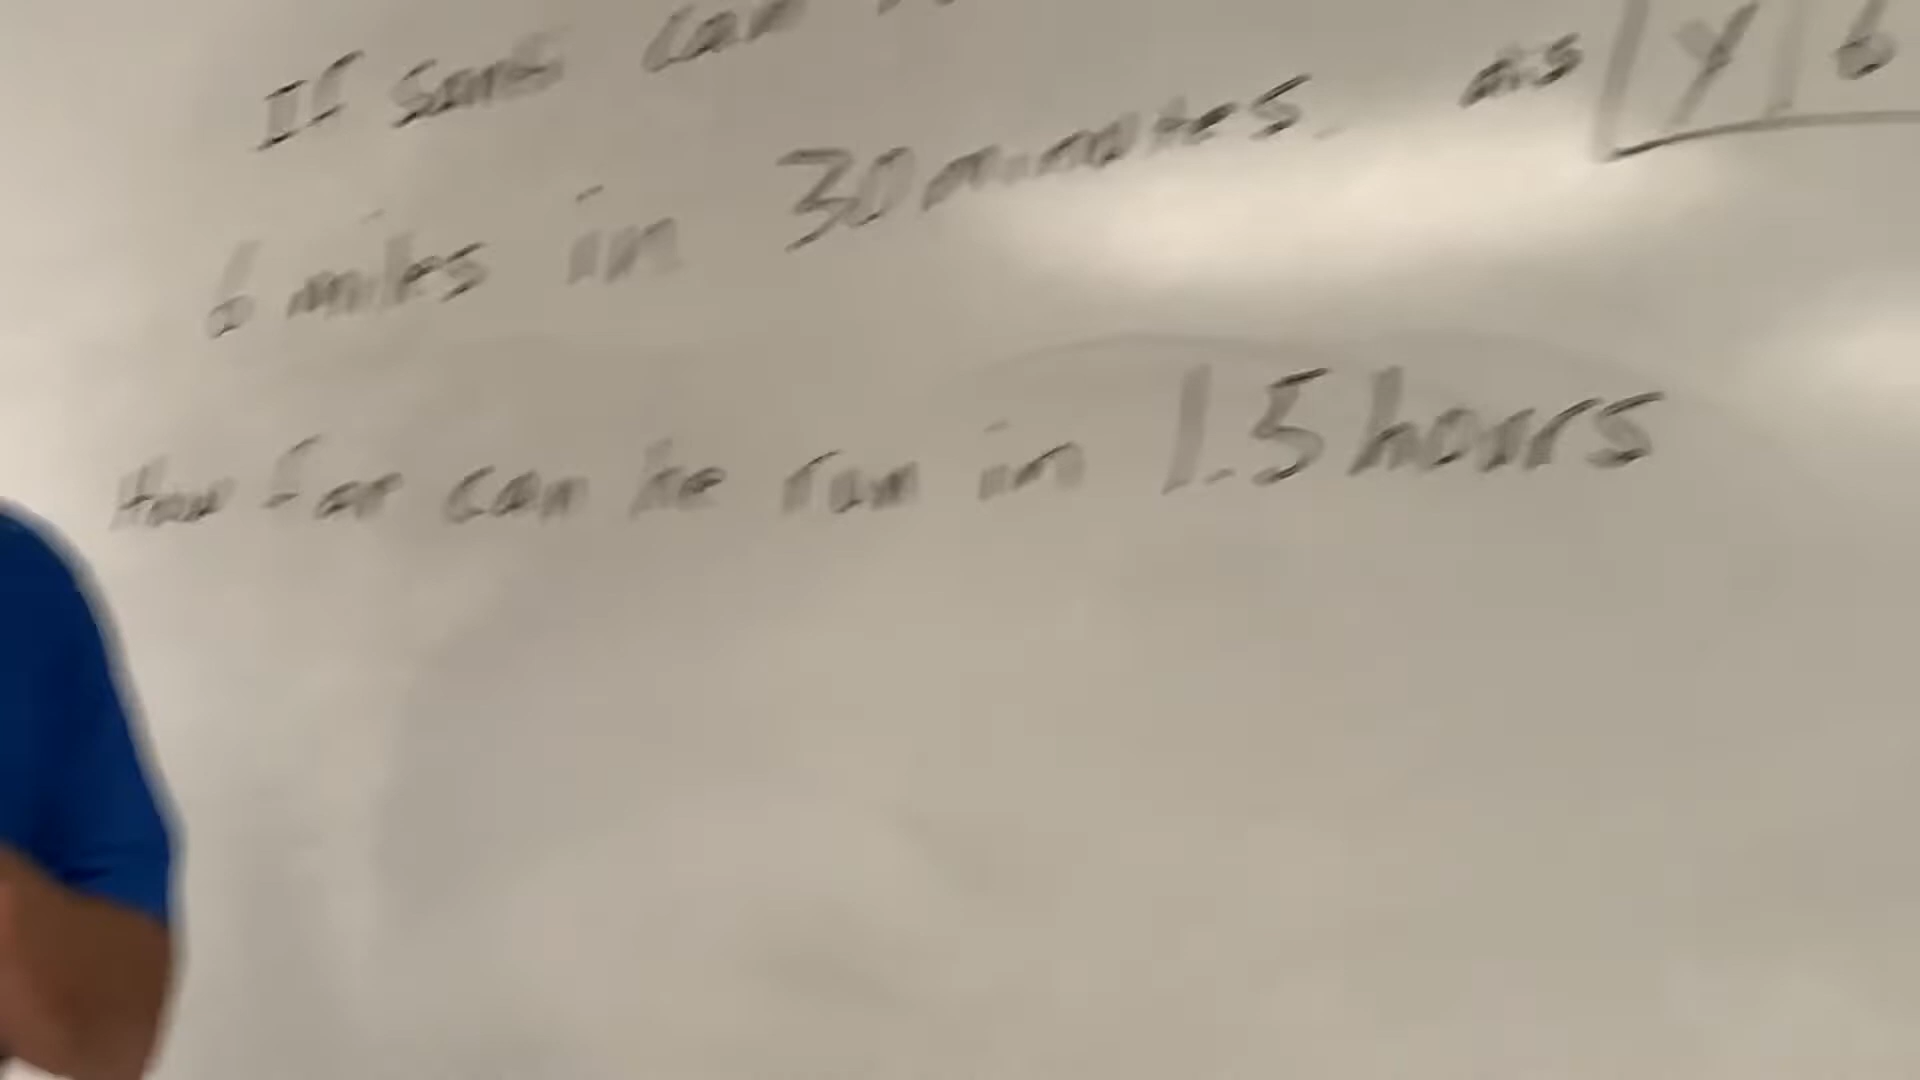 If Sam can
6 miles in 30 minutes. as y 6
How far can he run in 1.5 hours